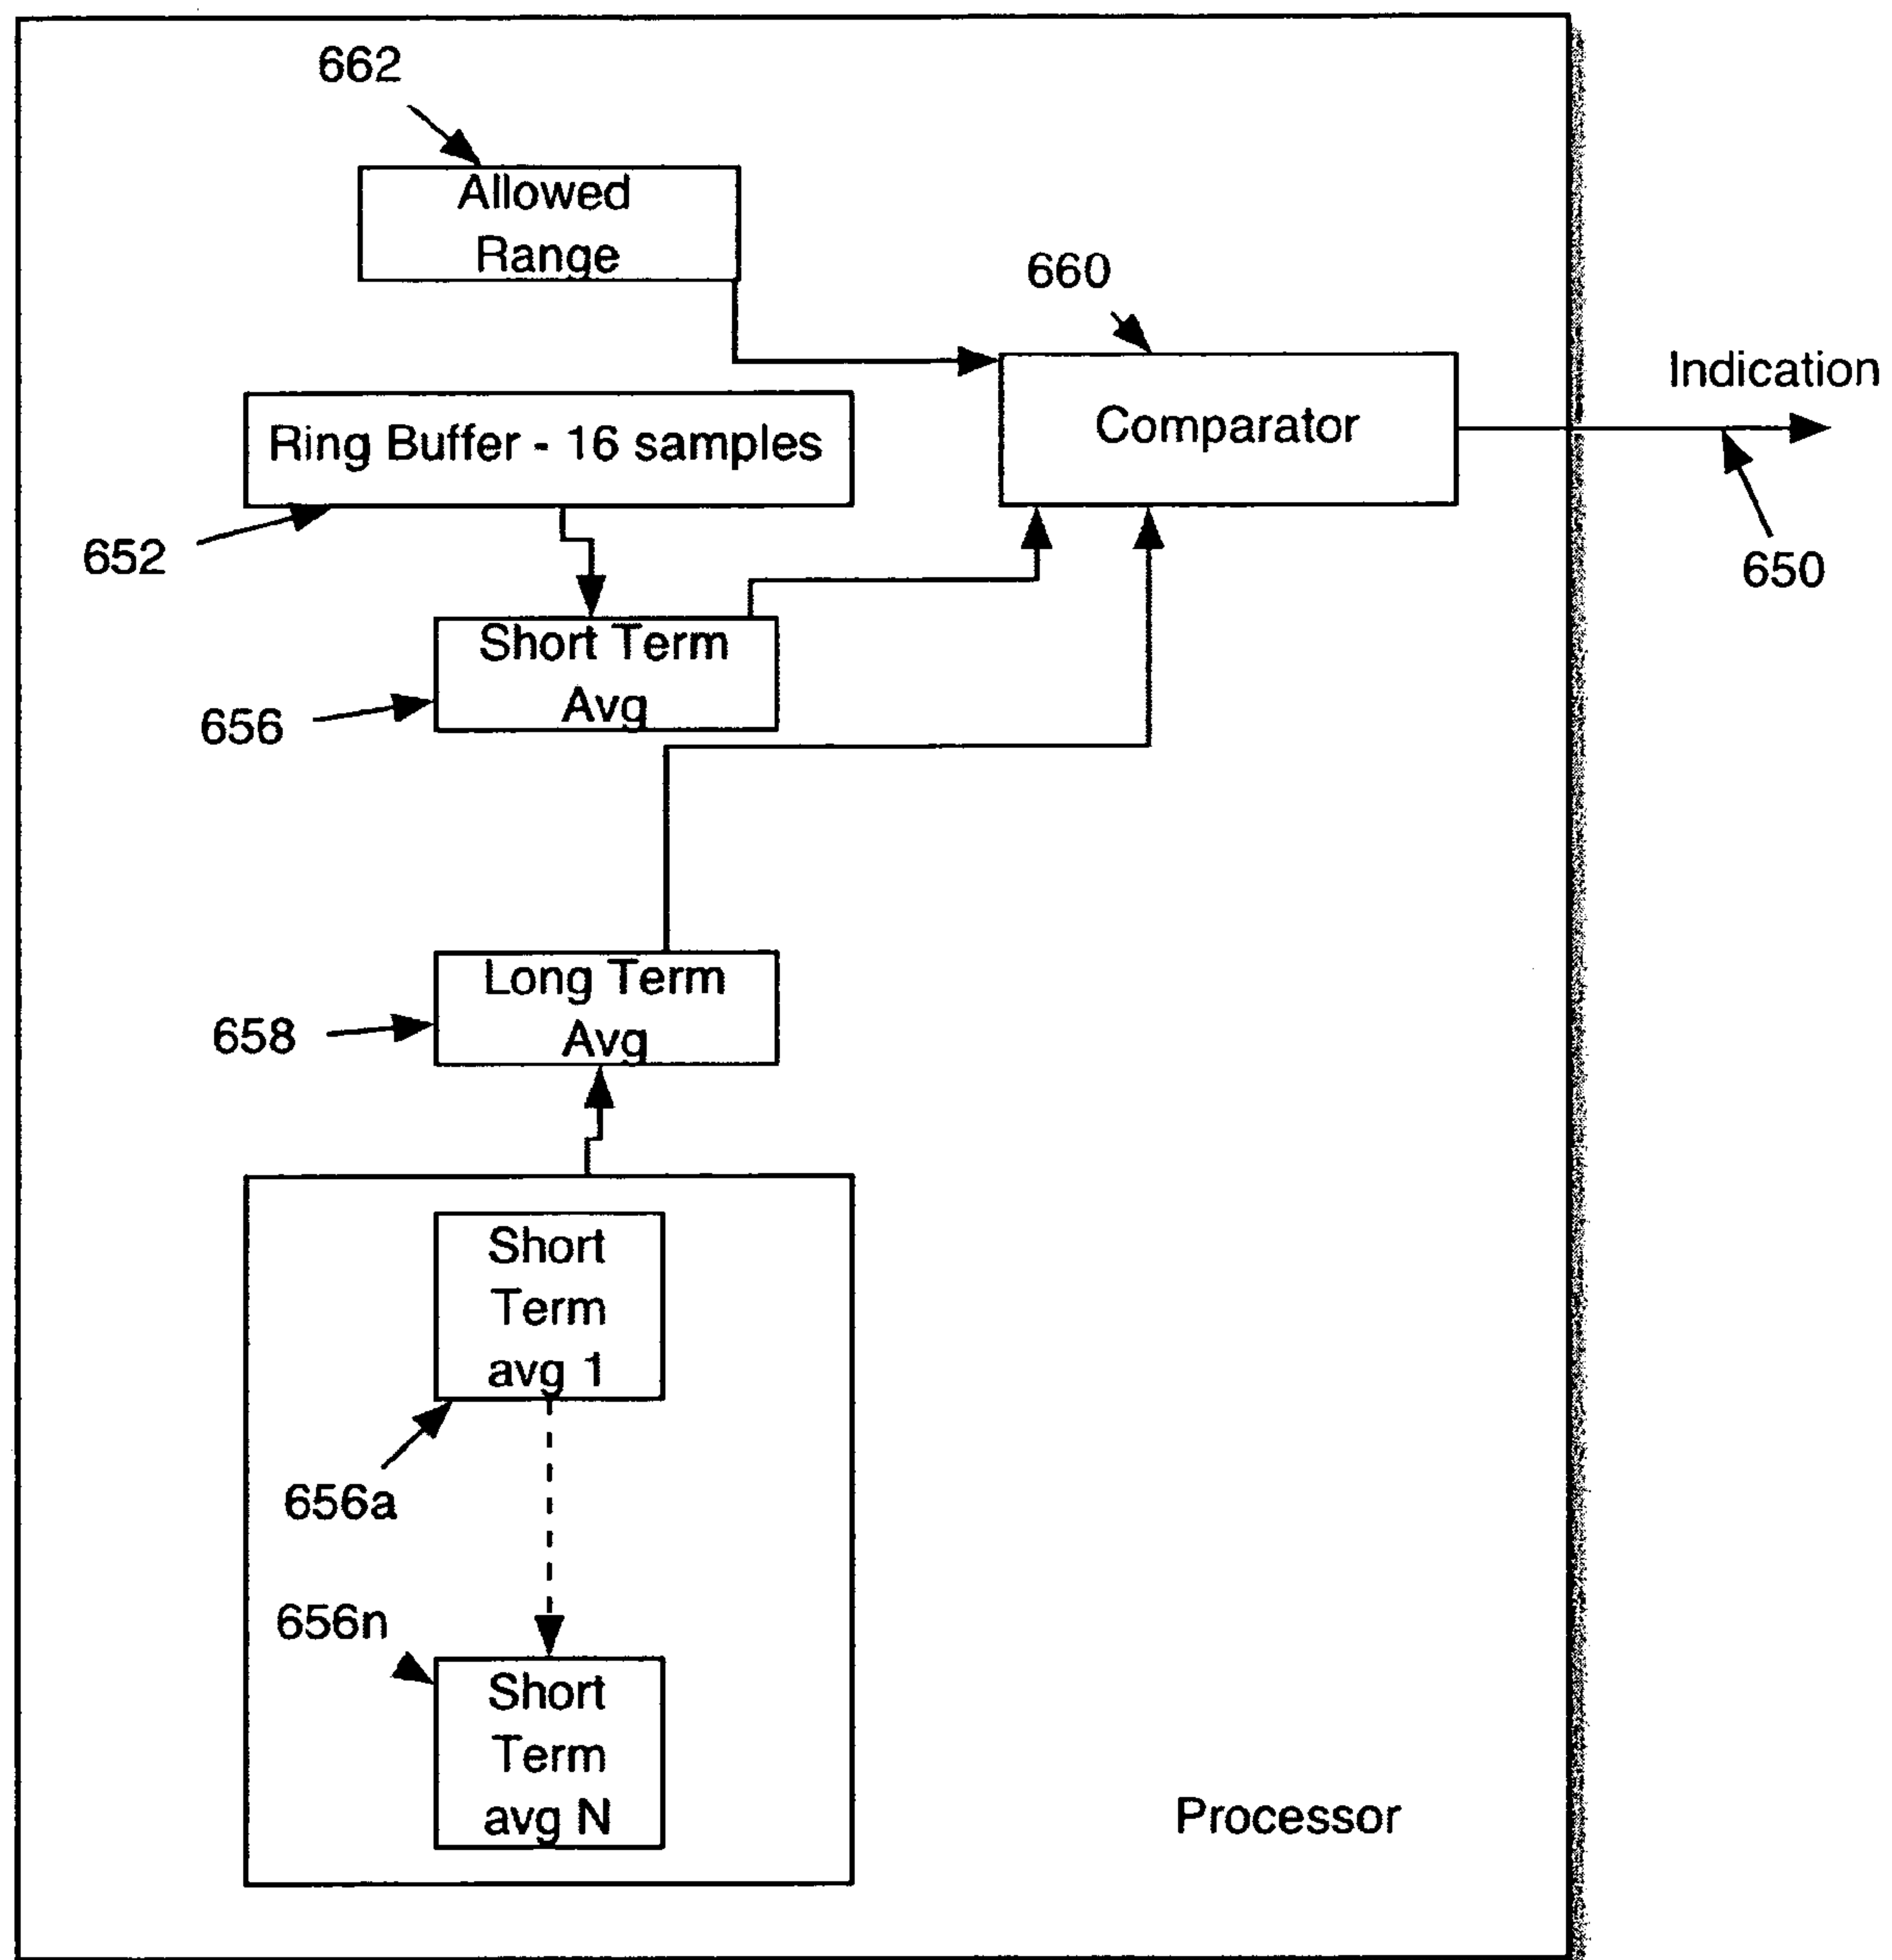 662
Allowed
Range
660
Indication
Comparator
Ring Buffer - 16 samples
652
650
Short Term
Avg
656
Long Term
Avg
658
Short
Term
avg 1
656a
656n
Short
Term
avg N
Processor